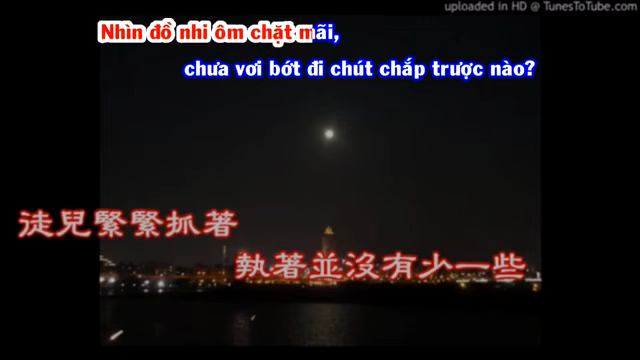 uploaded in HD @ TunesToTube.com
Nhìn đồ nhi ôm chặt mãi,
chưa vơi bớt đi chút chấp trược nào?
徒兒緊緊抓著
執著並沒有少一些